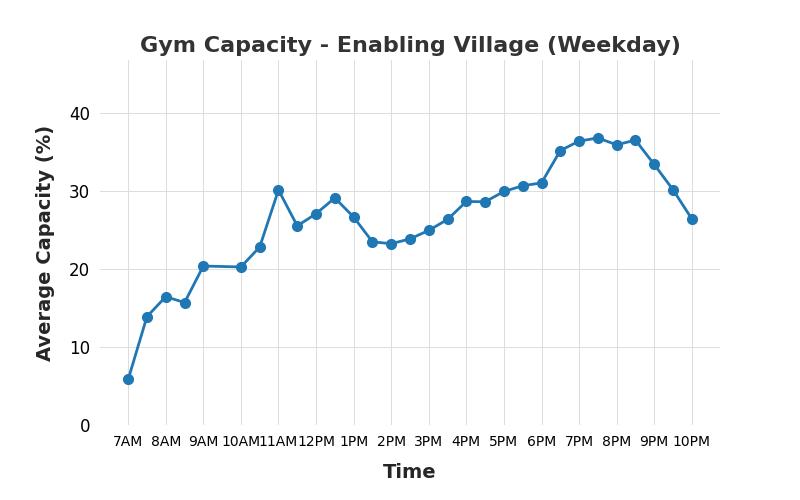 Gym Capacity - Enabling Village (Weekday)
Average Capacity (%)
40
30
20
10
0
7AM 8AM 9AM 10AM 11AM 12PM 1PM 2PM 3PM 4PM 5PM 6PM 7PM 8PM 9PM 10PM
Time